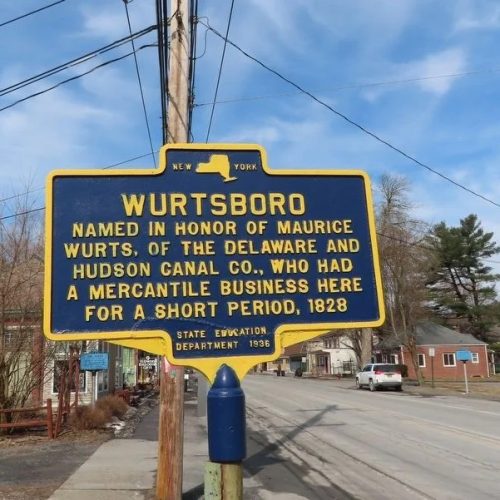 NEW YORK
WURTSBORO
NAMED IN HONOR OF MAURICE
WURTS, OF THE DELAWARE AND
HUDSON CANAL CO., WHO HAD
A MERCANTILE BUSINESS HERE
FOR A SHORT PERIOD, 1828
STATE EDUCATION
DEPARTMENT 1936